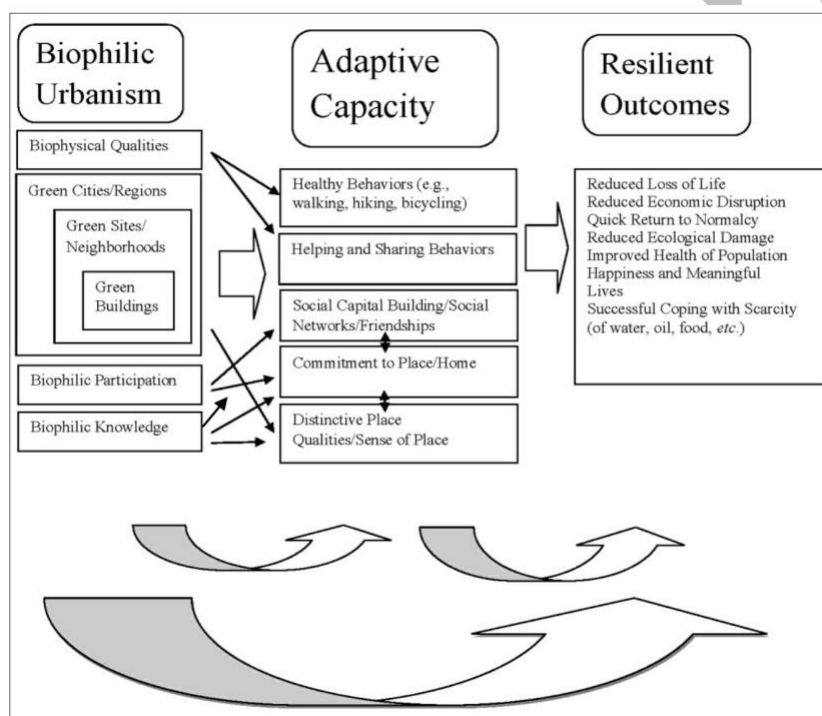 Biophilic
Urbanism
Biophysical Qualities
Green Cities/Regions
Green Sites/
Neighborhoods
Green
Buildings
Biophilic Participation
Biophilic Knowledge
Adaptive
Capacity
Healthy Behaviors (e.g.,
walking, hiking, bicycling)
Helping and Sharing Behaviors
Social Capital Building/Social
Networks/Friendships
Commitment to Place/Home
Distinctive Place
Qualities/Sense of Place
Resilient
Outcomes
Reduced Loss of Life
Reduced Economic Disruption
Quick Return to Normalcy
Reduced Ecological Damage
Improved Health of Population
Happiness and Meaningful
Lives
Successful Coping with Scarcity
(of water, oil, food, etc.)